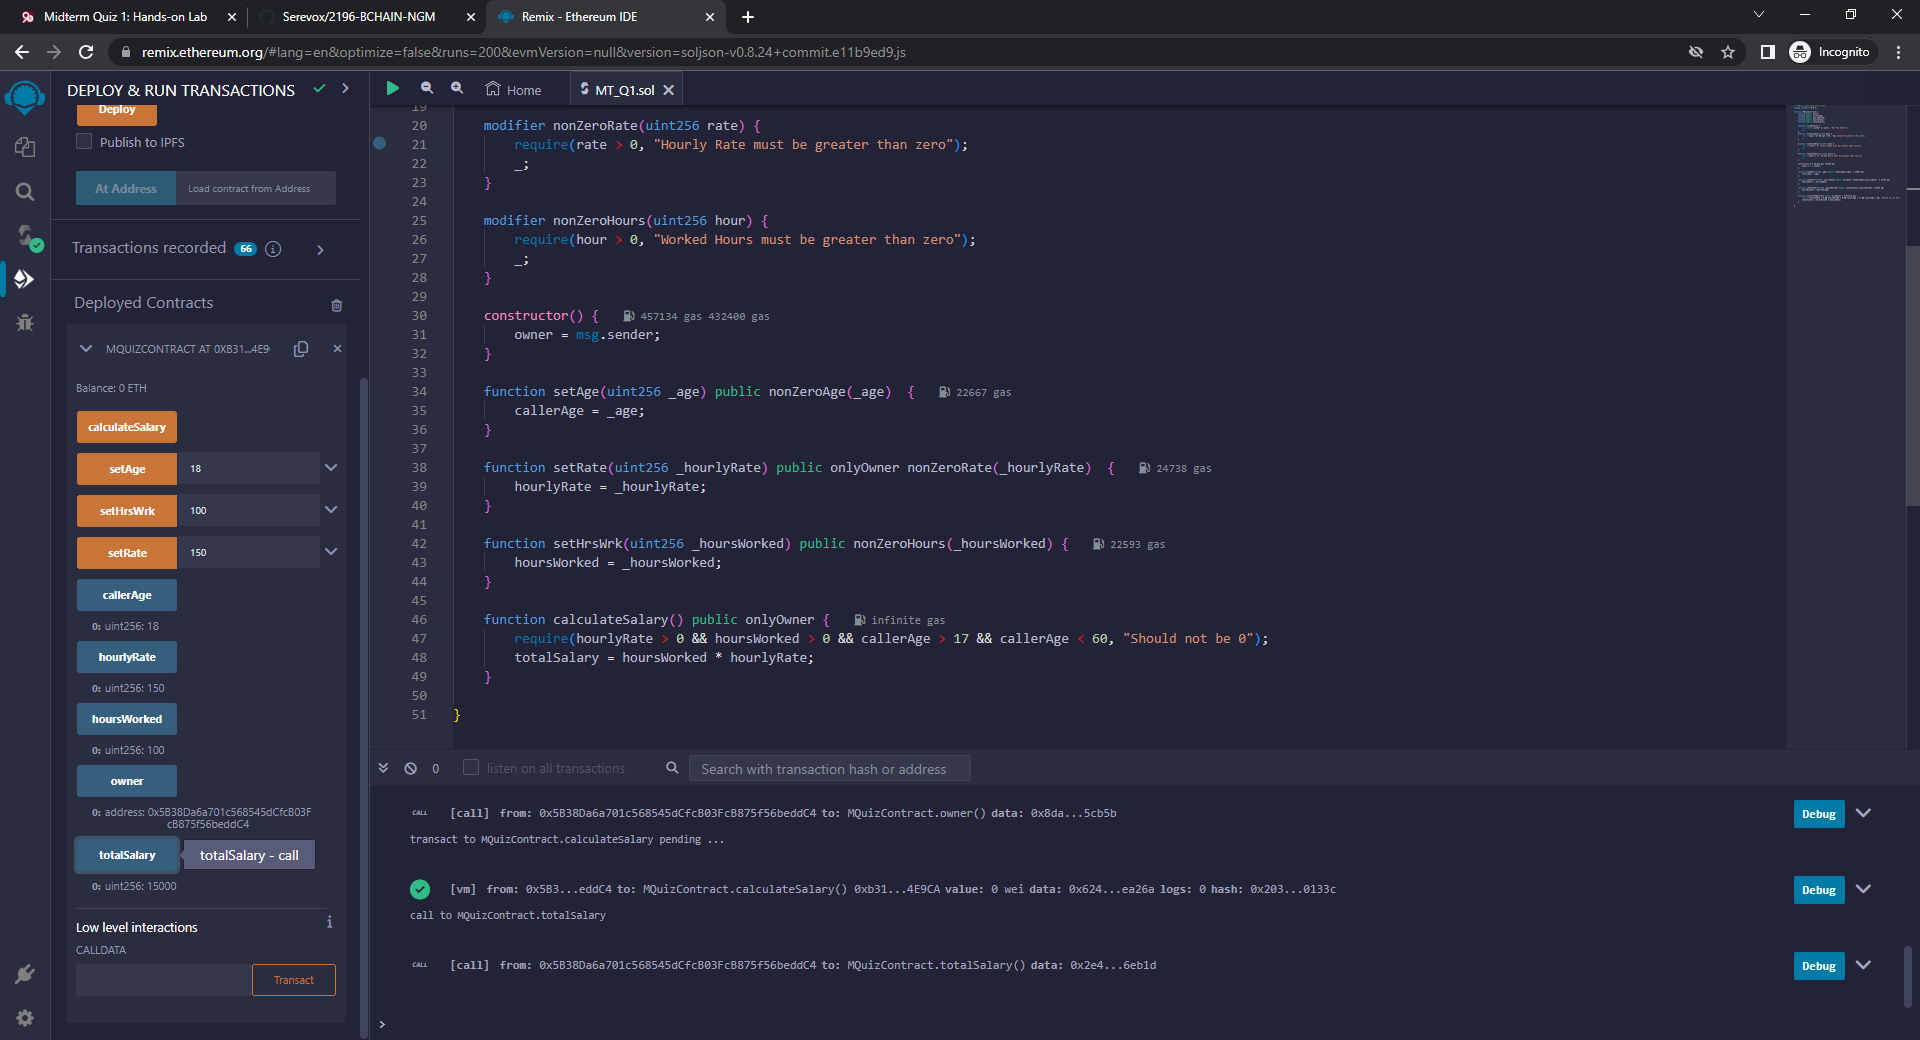 Midterm Quiz 1: Hands-on Lab
Serevox/2196-BCHAIN-NGM
Remix - Ethereum IDE
remix.ethereum.org/#lang=en&optimize=false&runs=200&evmVersion=null&version=soljson-v0.8.24+commit.e11b9ed9.js
Incognito
DEPLOY & RUN TRANSACTIONS
Deploy
Publish to IPFS
At Address
Load contract from Address
Transactions recorded 66
Deployed Contracts
MQUIZCONTRACT AT 0XB31...4E9
Balance: 0 ETH
calculateSalary
setAge 18
setHrsWrk 100
setRate 150
callerAge
0: uint256: 18
hourlyRate
0: uint256: 150
hoursWorked
0: uint256: 100
owner
0: address: 0x5B38Da6a701c568545dCfcB03F
cB875f56beddC4
totalSalary
totalSalary - call
0: uint256: 15000
Low level interactions
CALLDATA
Transact
Home
MT_Q1.sol
19
20 modifier nonZeroRate(uint256 rate) {
21 require(rate > 0, "Hourly Rate must be greater than zero");
22 _;
23 }
24
25 modifier nonZeroHours(uint256 hour) {
26 require(hour > 0, "Worked Hours must be greater than zero");
27 _;
28 }
29
30 constructor() { 457134 gas 432400 gas
31 owner = msg.sender;
32 }
33
34 function setAge(uint256 _age) public nonZeroAge(_age) { 22667 gas
35 callerAge = _age;
36 }
37
38 function setRate(uint256 _hourlyRate) public onlyOwner nonZeroRate(_hourlyRate) { 24738 gas
39 hourlyRate = _hourlyRate;
40 }
41
42 function setHrsWrk(uint256 _hoursWorked) public nonZeroHours(_hoursWorked) { 22593 gas
43 hoursWorked = _hoursWorked;
44 }
45
46 function calculateSalary() public onlyOwner { infinite gas
47 require(hourlyRate > 0 && hoursWorked > 0 && callerAge > 17 && callerAge < 60, "Should not be 0");
48 totalSalary = hoursWorked * hourlyRate;
49 }
50
51 }
0
listen on all transactions
Search with transaction hash or address
CALL [call] from: 0x5B38Da6a701c568545dCfcB03FcB875f56beddC4 to: MQuizContract.owner() data: 0x8da...5cb5b
Debug
transact to MQuizContract.calculateSalary pending ...
[vm] from: 0x5B3...eddC4 to: MQuizContract.calculateSalary() 0xb31...4E9CA value: 0 wei data: 0x624...ea26a logs: 0 hash: 0x203...0133c
Debug
call to MQuizContract.totalSalary
CALL [call] from: 0x5B38Da6a701c568545dCfcB03FcB875f56beddC4 to: MQuizContract.totalSalary() data: 0x2e4...6eb1d
Debug
>